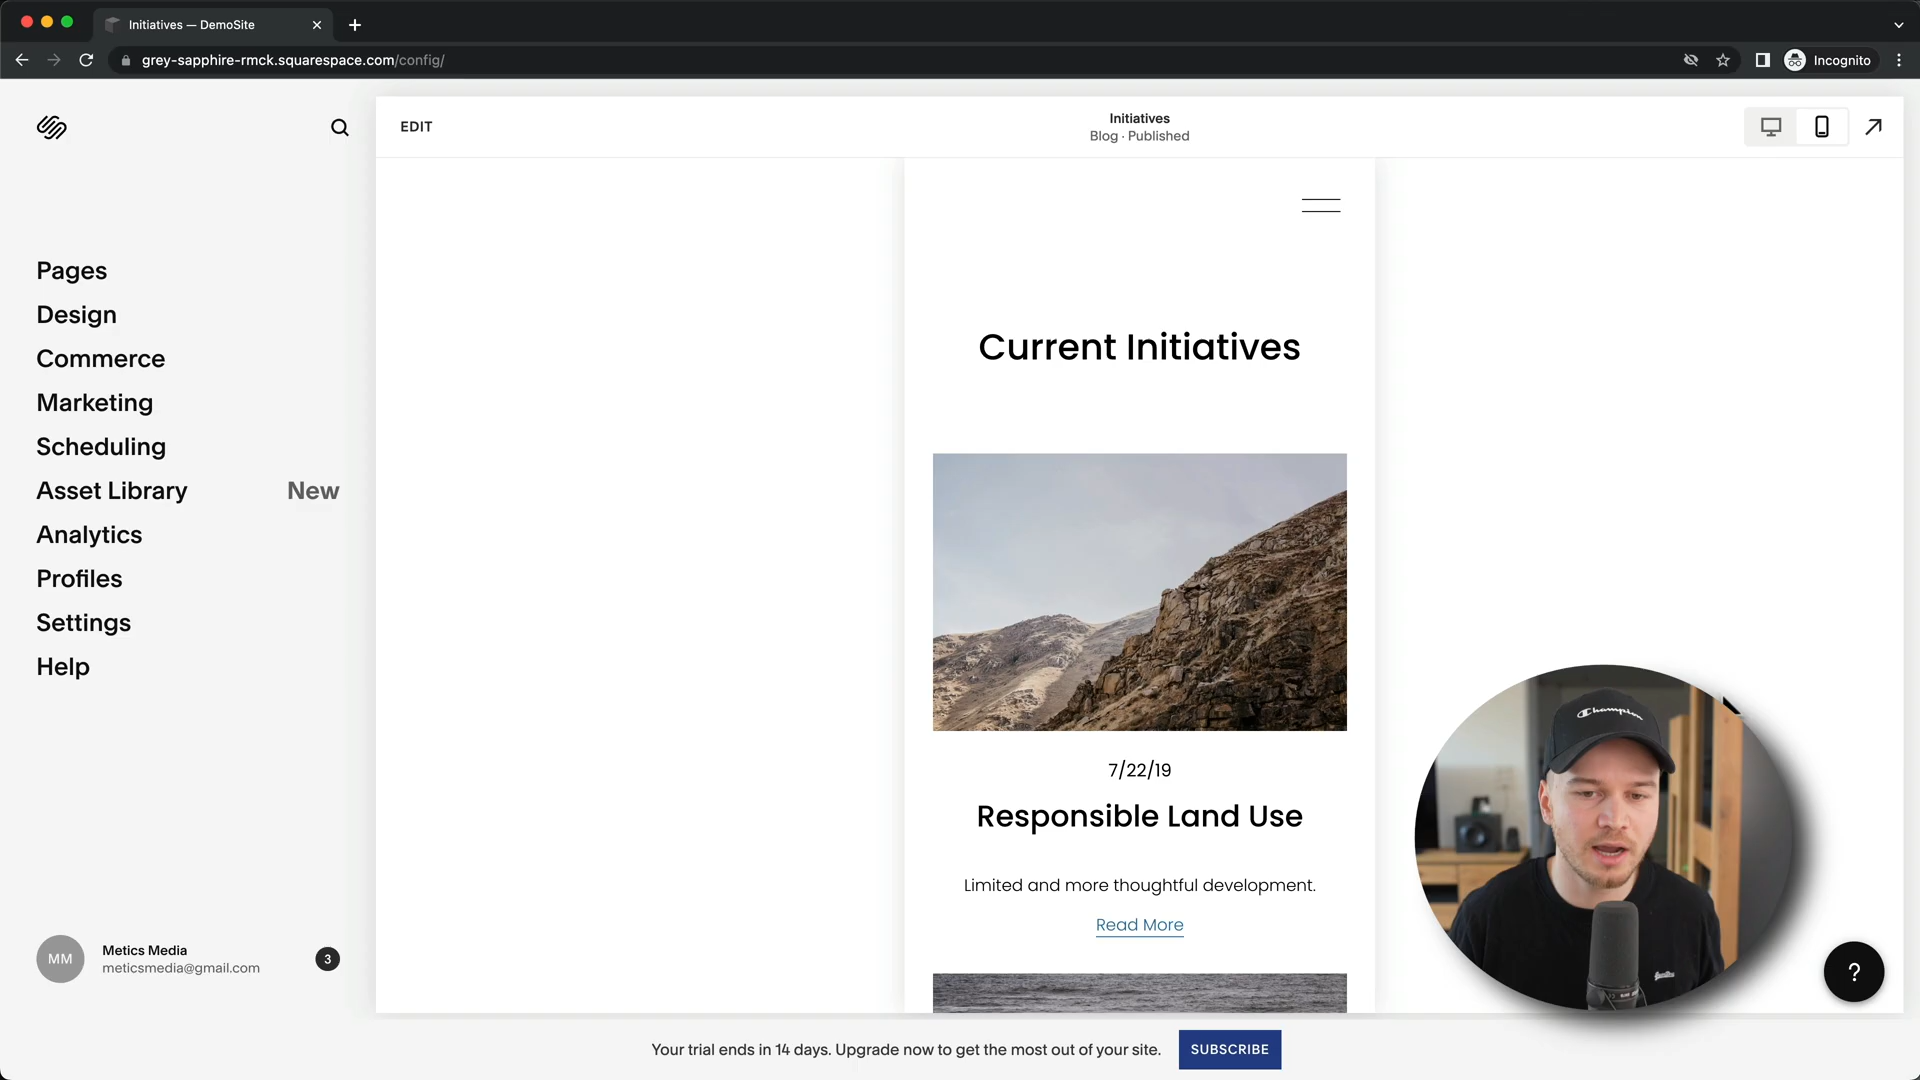 Initiatives — DemoSite
grey-sapphire-rmck.squarespace.com/config/
Incognito
EDIT
Initiatives
Blog · Published
Pages
Design
Commerce
Marketing
Scheduling
Asset Library New
Analytics
Profiles
Settings
Help
Current Initiatives
7/22/19
Responsible Land Use
Limited and more thoughtful development.
Read More
Champion
MM
Metics Media
meticsmedia@gmail.com
3
?
Your trial ends in 14 days. Upgrade now to get the most out of your site.
SUBSCRIBE